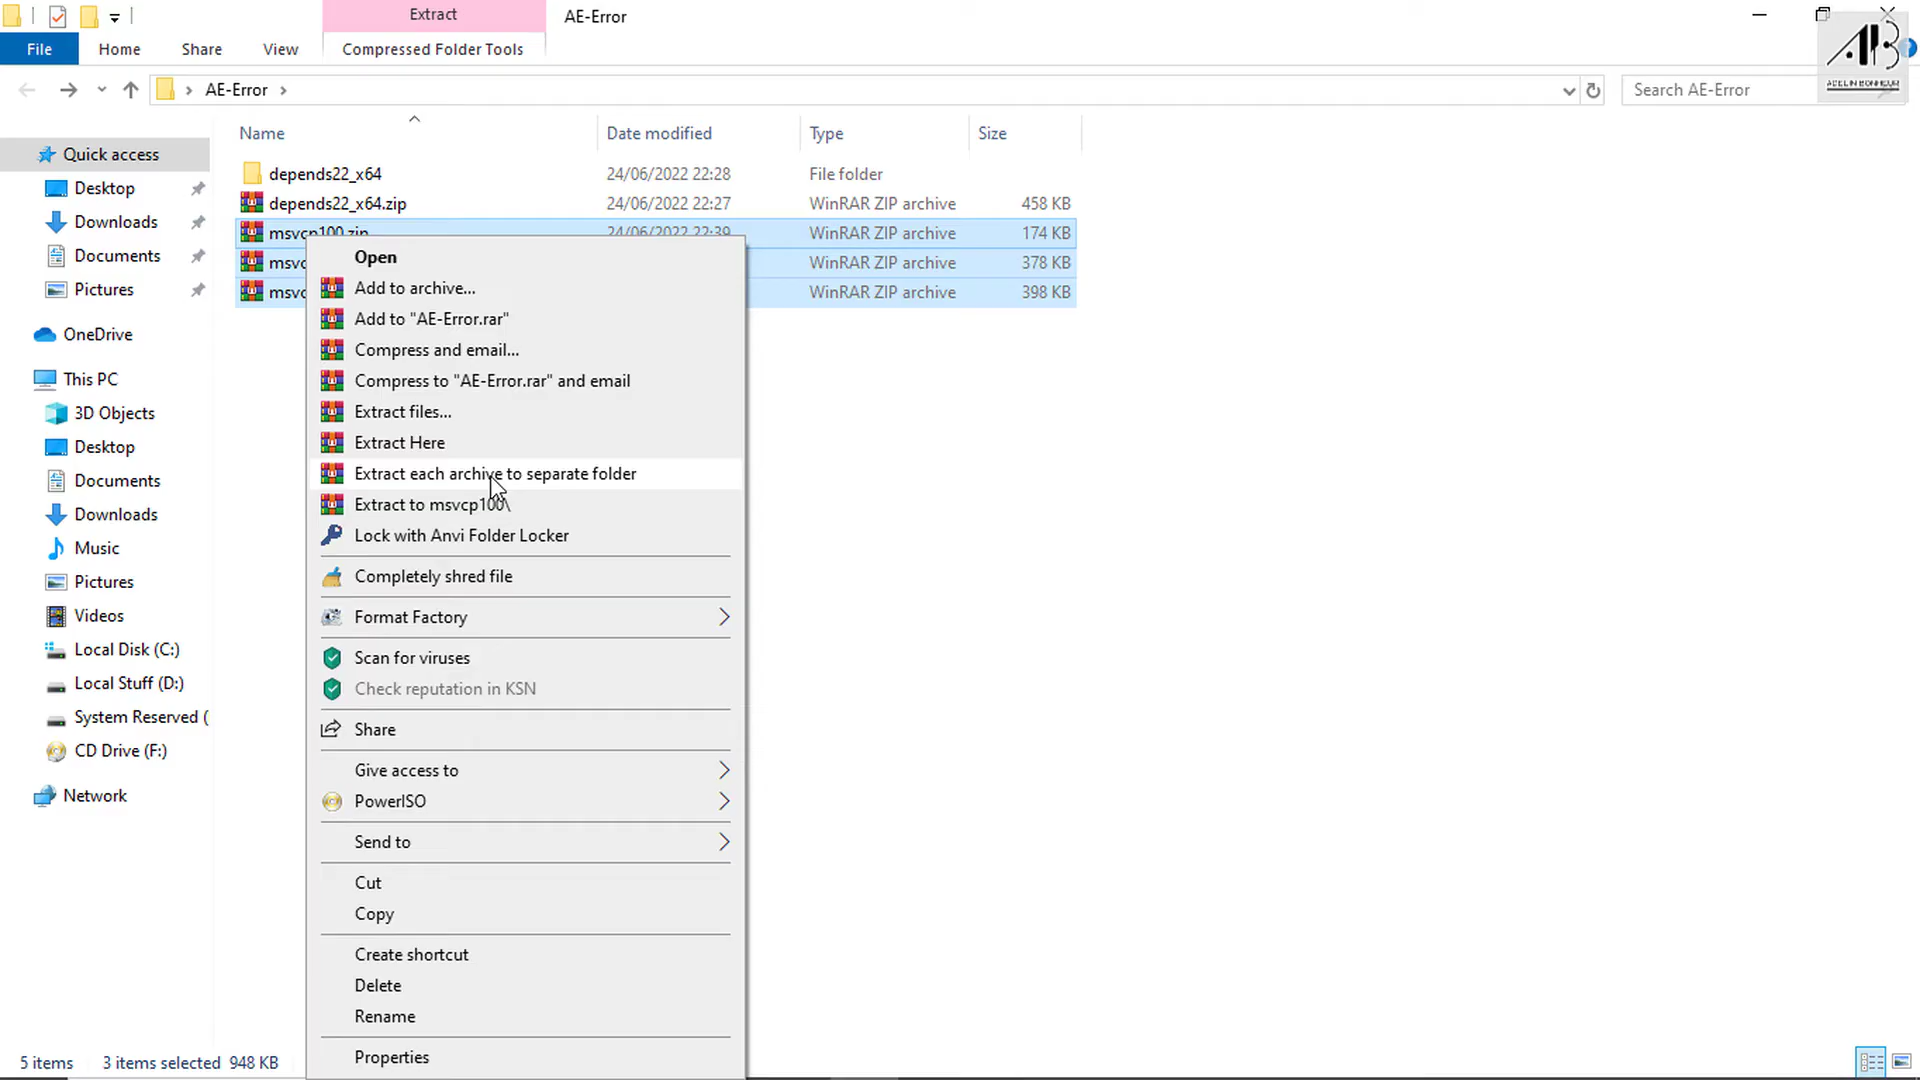 Extract
AE-Error
File
Home
Share
View
Compressed Folder Tools
AE-Error
Search AE-Error
ADELIN BONHEUR
Name
Date modified
Type
Size
Quick access
Desktop
Downloads
Documents
Pictures
OneDrive
This PC
3D Objects
Desktop
Documents
Downloads
Music
Pictures
Videos
Local Disk (C:)
Local Stuff (D:)
System Reserved (
CD Drive (F:)
Network
depends22_x64 24/06/2022 22:28 File folder
depends22_x64.zip 24/06/2022 22:27 WinRAR ZIP archive 458 KB
msvcp100.zip 24/06/2022 22:39 WinRAR ZIP archive 174 KB
msvc WinRAR ZIP archive 378 KB
msvc WinRAR ZIP archive 398 KB
Open
Add to archive...
Add to "AE-Error.rar"
Compress and email...
Compress to "AE-Error.rar" and email
Extract files...
Extract Here
Extract each archive to separate folder
Extract to msvcp100\
Lock with Anvi Folder Locker
Completely shred file
Format Factory
Scan for viruses
Check reputation in KSN
Share
Give access to
PowerISO
Send to
Cut
Copy
Create shortcut
Delete
Rename
Properties
5 items 3 items selected 948 KB